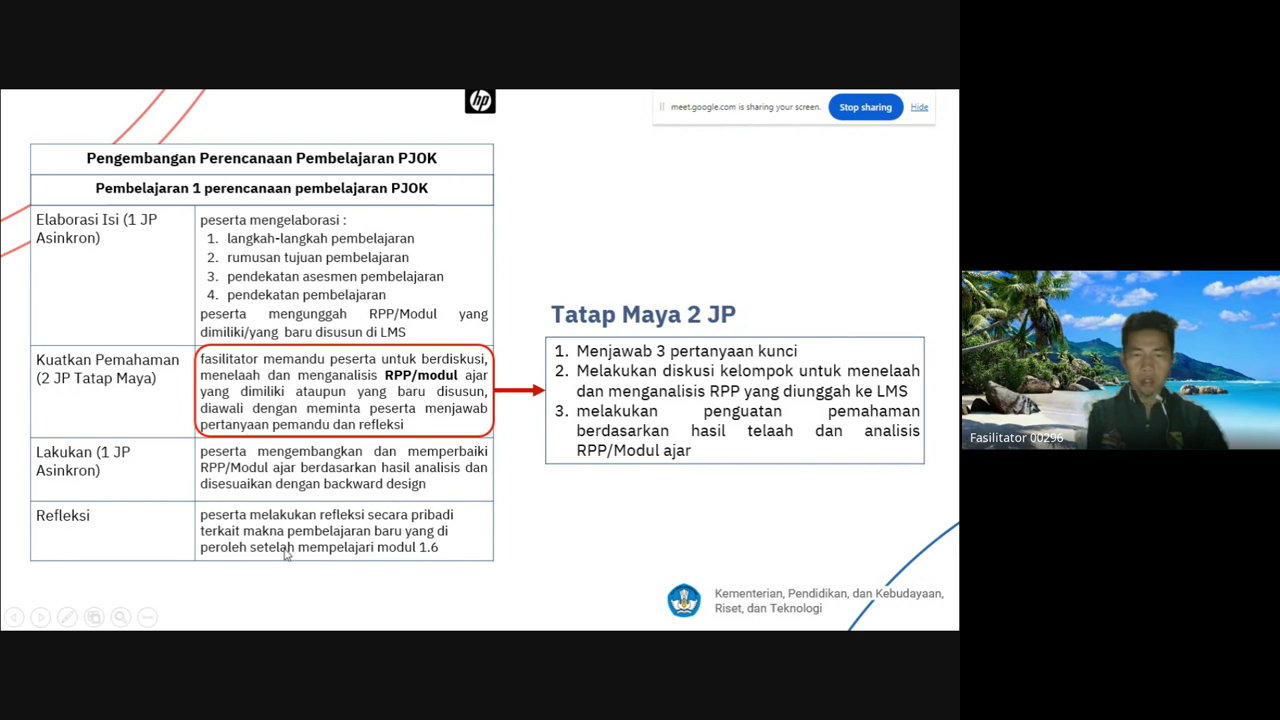 hp
meet.google.com is sharing your screen.
Stop sharing
Hide
Pengembangan Perencanaan Pembelajaran PJOK
Pembelajaran 1 perencanaan pembelajaran PJOK
Elaborasi Isi (1 JP
Asinkron)
peserta mengelaborasi :
1. langkah-langkah pembelajaran
2. rumusan tujuan pembelajaran
3. pendekatan asesmen pembelajaran
4. pendekatan pembelajaran
peserta mengunggah RPP/Modul yang
dimiliki/yang baru disusun di LMS
Kuatkan Pemahaman
(2 JP Tatap Maya)
fasilitator memandu peserta untuk berdiskusi,
menelaah dan menganalisis RPP/modul ajar
yang dimiliki ataupun yang baru disusun,
diawali dengan meminta peserta menjawab
pertanyaan pemandu dan refleksi
Lakukan (1 JP
Asinkron)
peserta mengembangkan dan memperbaiki
RPP/Modul ajar berdasarkan hasil analisis dan
disesuaikan dengan backward design
Refleksi
peserta melakukan refleksi secara pribadi
terkait makna pembelajaran baru yang di
peroleh setelah mempelajari modul 1.6
Tatap Maya 2 JP
1. Menjawab 3 pertanyaan kunci
2. Melakukan diskusi kelompok untuk menelaah
dan menganalisis RPP yang diunggah ke LMS
3. melakukan penguatan pemahaman
berdasarkan hasil telaah dan analisis
RPP/Modul ajar
Kementerian, Pendidikan, dan Kebudayaan,
Riset, dan Teknologi
Fasilitator 00296